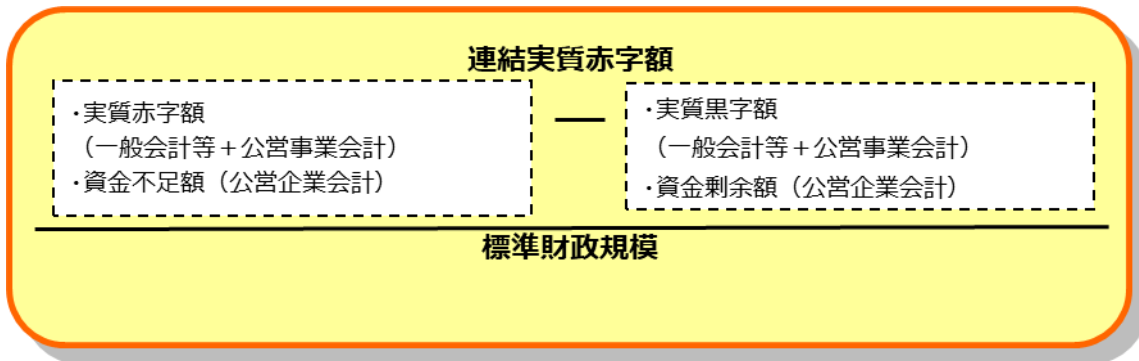 連結実質赤字額
・実質赤字額
（一般会計等＋公営事業会計）
・資金不足額（公営企業会計）
―
・実質黒字額
（一般会計等＋公営事業会計）
・資金剰余額（公営企業会計）
標準財政規模